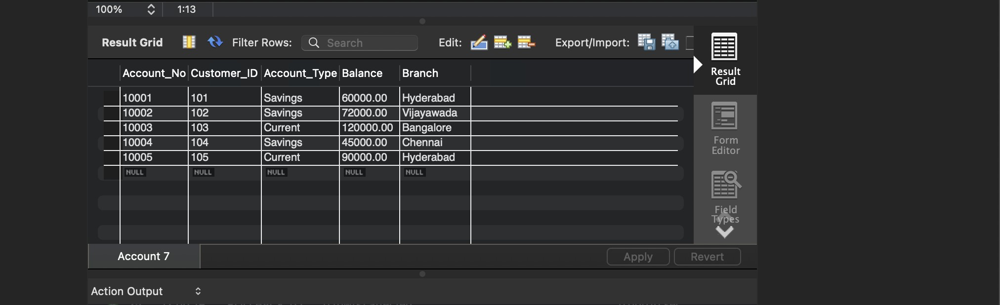 100% 1:13
Result Grid Filter Rows: Search Edit: Export/Import:
Result
Grid
Account_No Customer_ID Account_Type Balance Branch
10001 101 Savings 60000.00 Hyderabad
10002 102 Savings 72000.00 Vijayawada
10003 103 Current 120000.00 Bangalore
10004 104 Savings 45000.00 Chennai
10005 105 Current 90000.00 Hyderabad
NULL NULL NULL NULL NULL
Form
Editor
Field
Types
Account 7 Apply Revert
Action Output